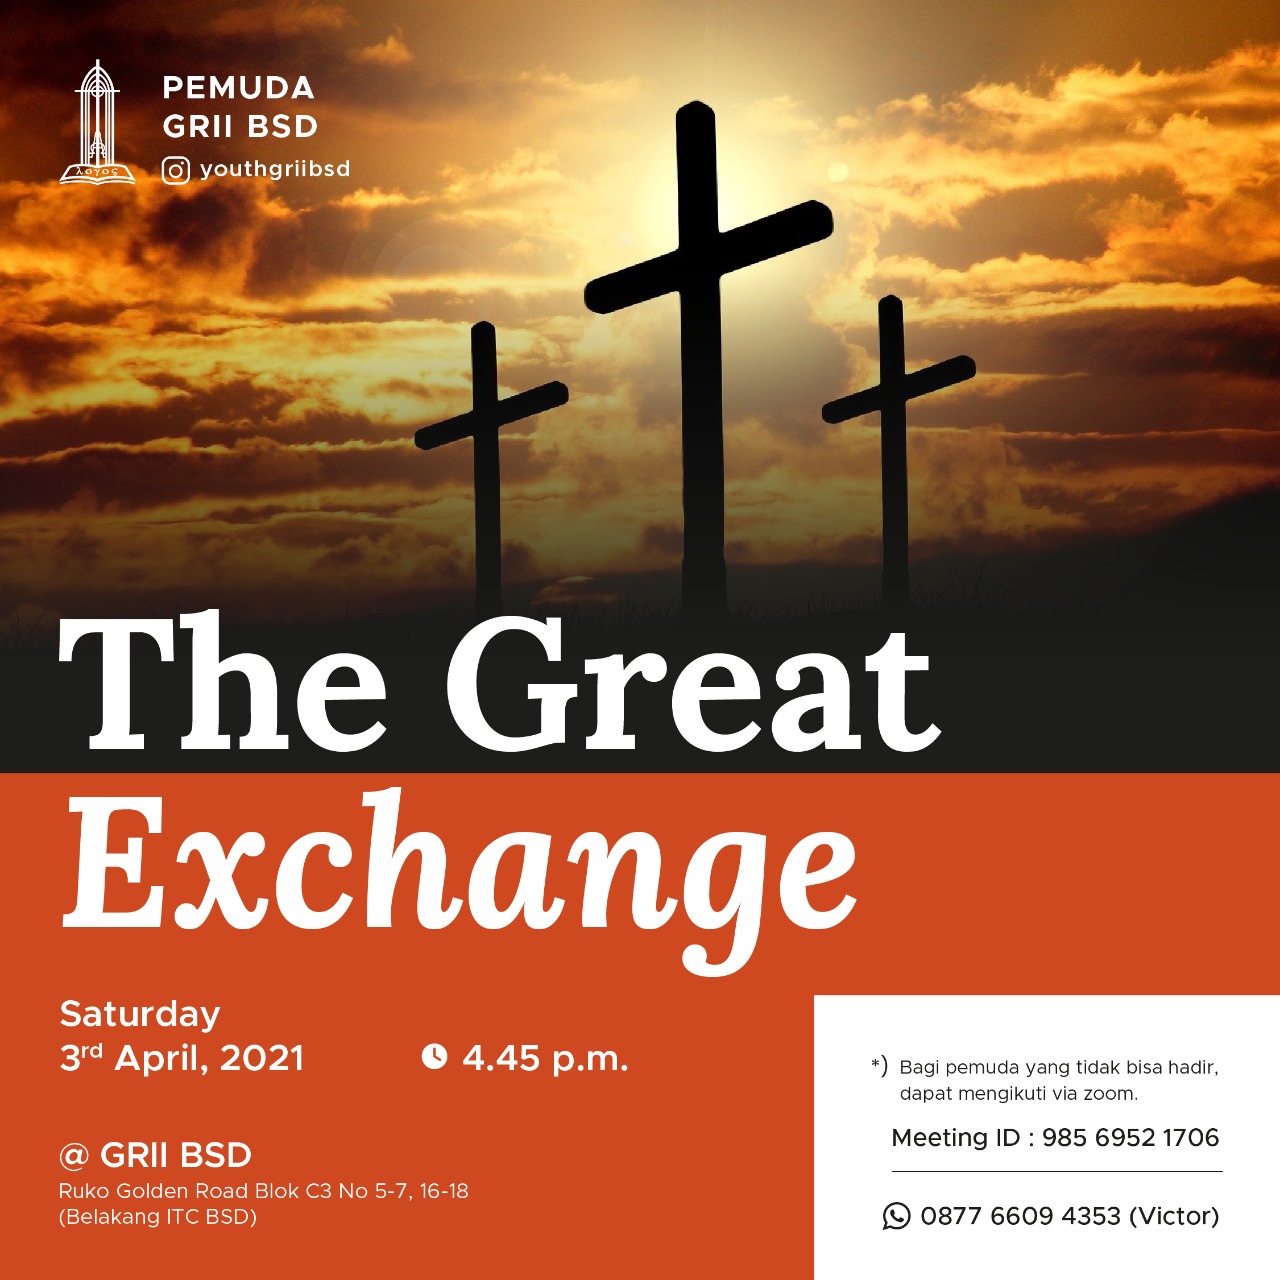 PEMUDA
GRII BSD
youthgriibsd
The Great
Exchange
Saturday
3rd April, 2021
4.45 p.m.
@ GRII BSD
Ruko Golden Road Blok C3 No 5-7, 16-18
(Belakang ITC BSD)
*) Bagi pemuda yang tidak bisa hadir,
dapat mengikuti via zoom.
Meeting ID : 985 6952 1706
0877 6609 4353 (Victor)